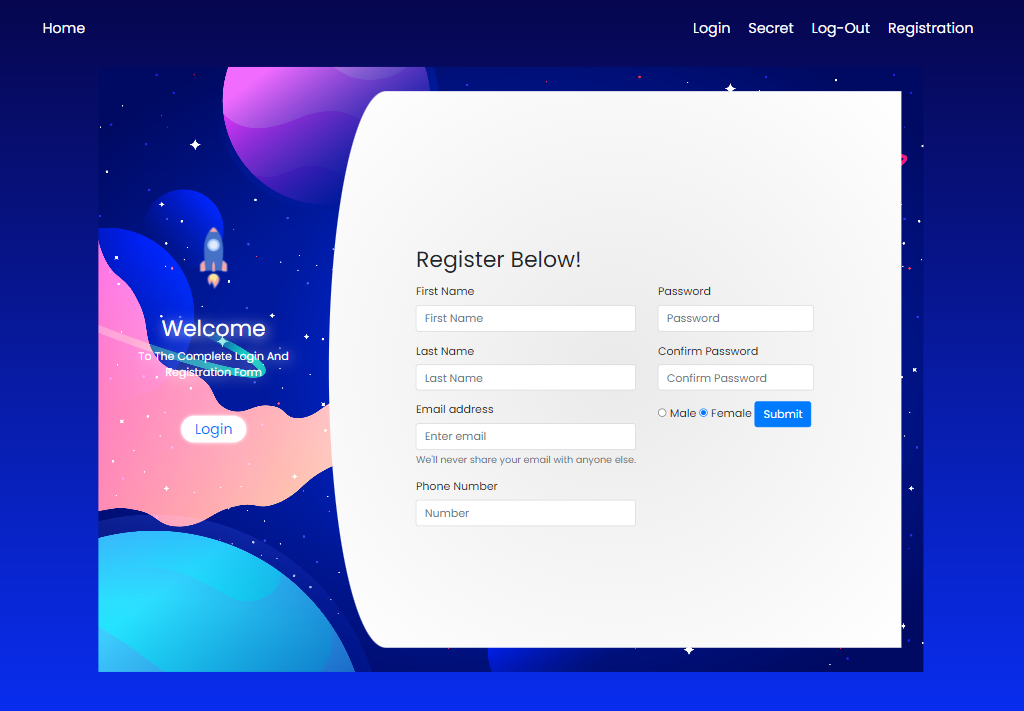 Home
Login Secret Log-Out Registration
Welcome
To The Complete Login And
Registration Form
Login
Register Below!
First Name
First Name
Last Name
Last Name
Email address
Enter email
We'll never share your email with anyone else.
Phone Number
Number
Password
Password
Confirm Password
Confirm Password
Male Female Submit